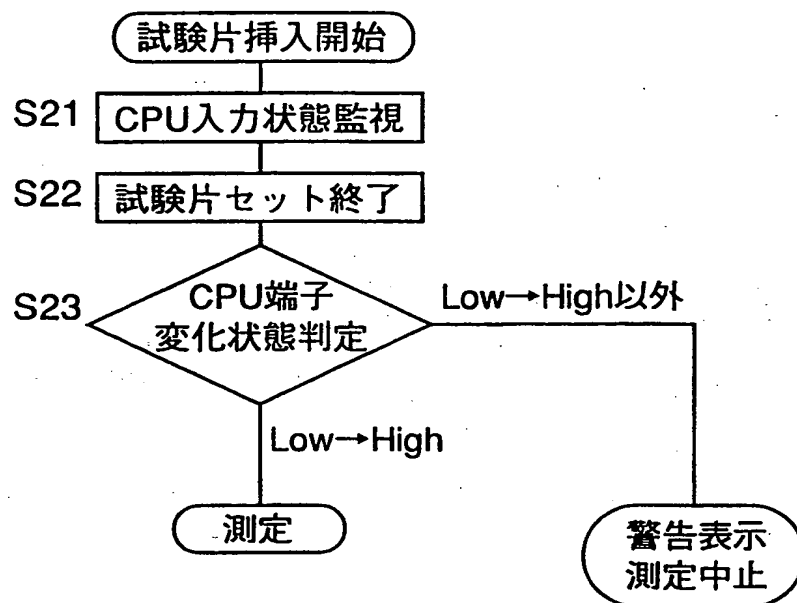 試験片挿入開始
S21
CPU入力状態監視
S22
試験片セット終了
S23
CPU端子
変化状態判定
Low→High以外
Low→High
測定
警告表示
測定中止